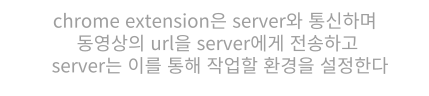 chrome extension은 server와 통신하며
동영상의 url을 server에게 전송하고
server는 이를 통해 작업할 환경을 설정한다